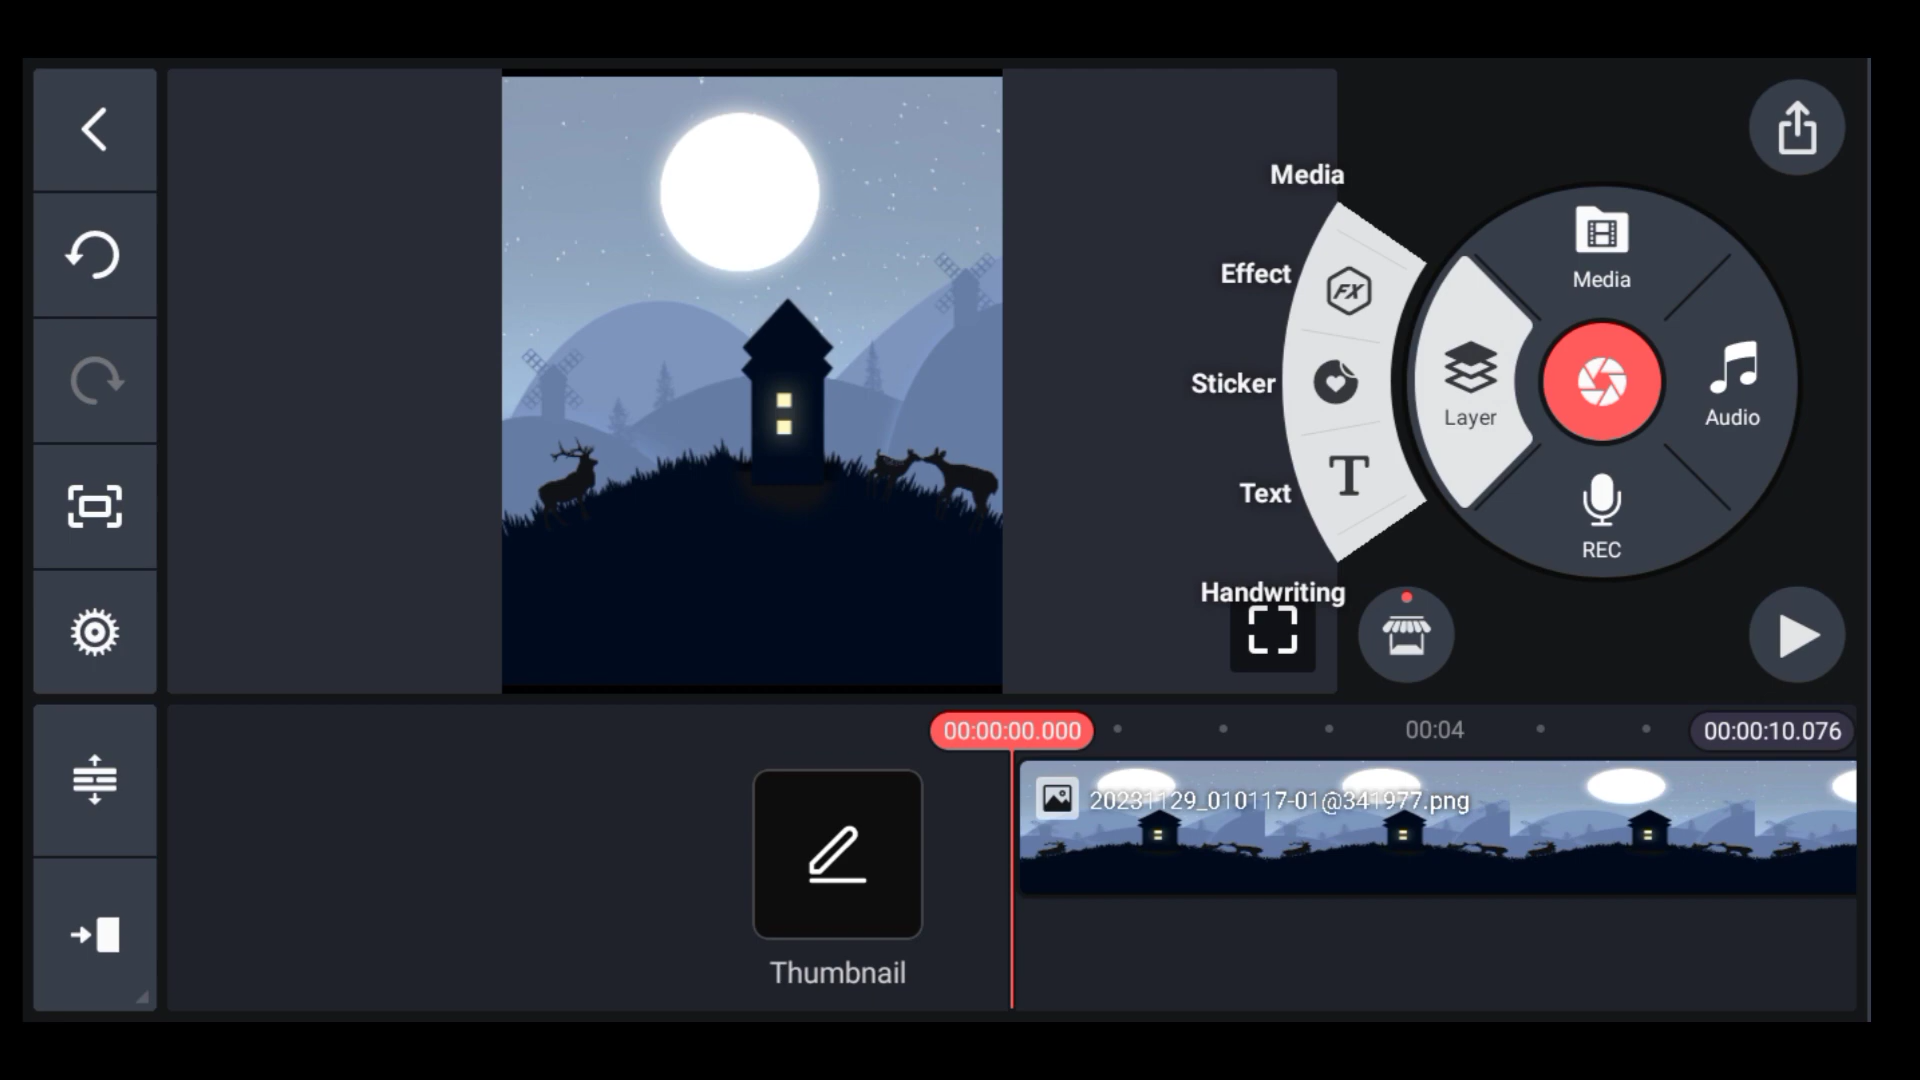 Media
Effect
Sticker
Text
Handwriting
FX
T
Media
Layer
Audio
REC
00:00:00.000
00:04
00:00:10.076
20231129_010117-01@341977.png
Thumbnail